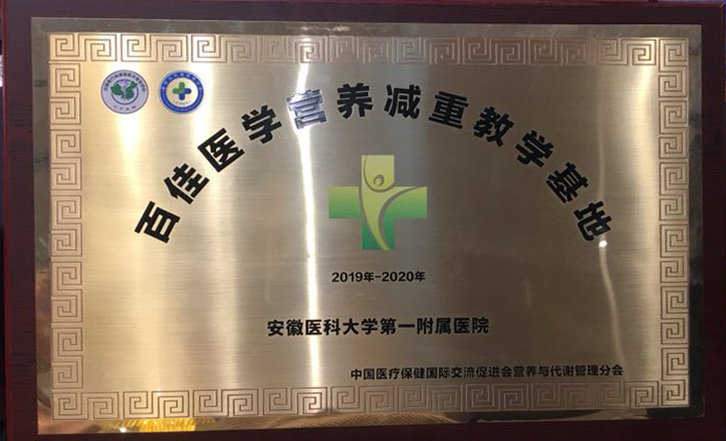 百佳医学营养减重教学基地
2019年-2020年
安徽医科大学第一附属医院
中国医疗保健国际交流促进会营养与代谢管理分会